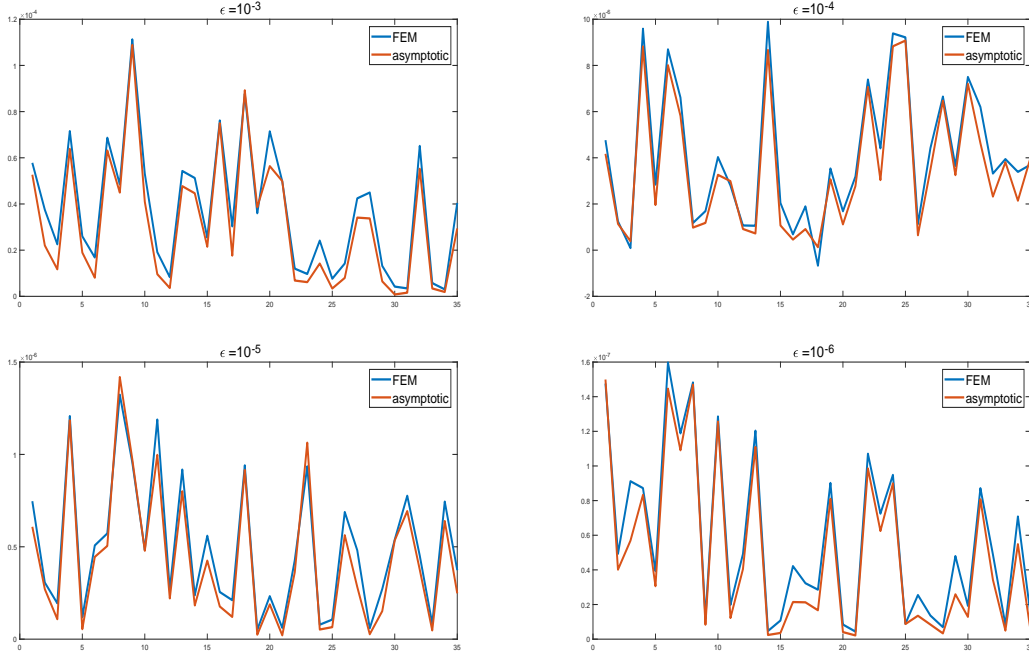 ϵ =10-3
×10-4
1.2
1
0.8
0.6
0.4
0.2
0
0 5 10 15 20 25 30 35
FEM
asymptotic
ϵ =10-4
×10-6
10
8
6
4
2
0
-2
0 5 10 15 20 25 30
FEM
asymptotic
ϵ =10-5
×10-6
1.5
1
0.5
0
0 5 10 15 20 25 30 35
FEM
asymptotic
ϵ =10-6
×10-7
1.6
1.4
1.2
1
0.8
0.6
0.4
0.2
0
0 5 10 15 20 25 30
FEM
asymptotic